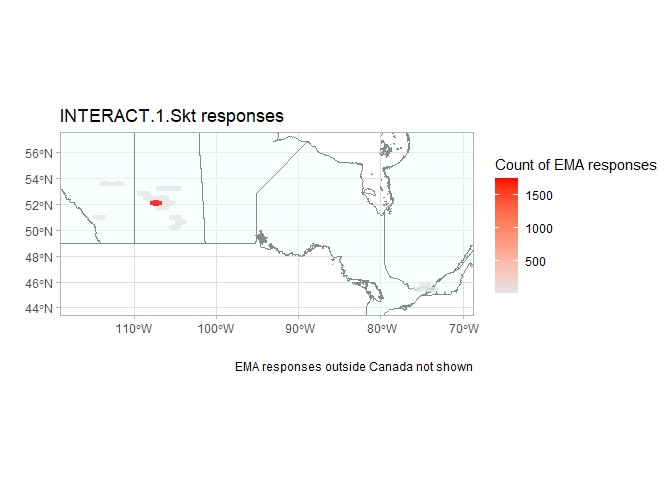 INTERACT.1.Skt responses
56°N
54°N
52°N
50°N
48°N
46°N
44°N
110°W
100°W
90°W
80°W
70°W
Count of EMA responses
1500
1000
500
EMA responses outside Canada not shown